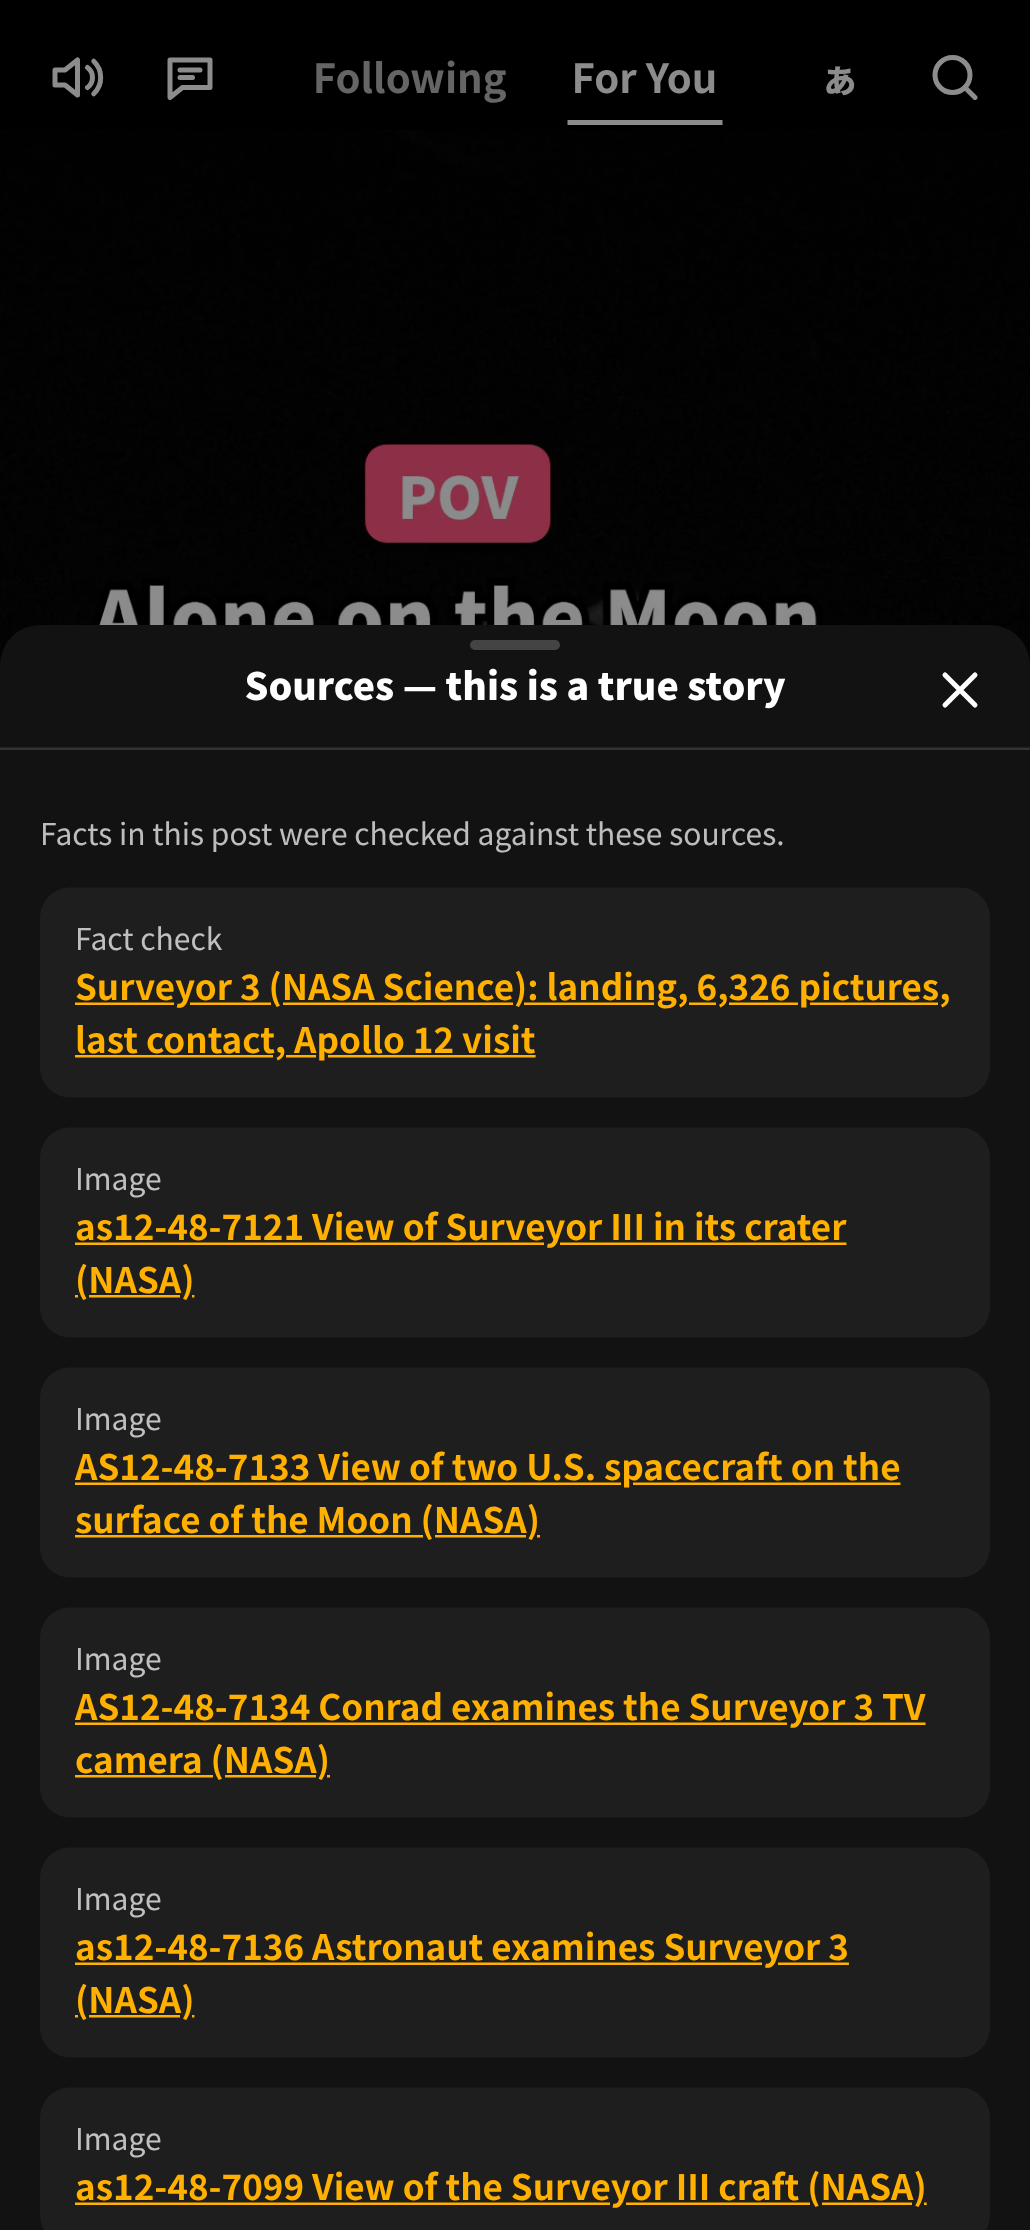 Following For You あ
POV
Alone on the Moon
Sources — this is a true story
Facts in this post were checked against these sources.
Fact check
Surveyor 3 (NASA Science): landing, 6,326 pictures,
last contact, Apollo 12 visit
Image
as12-48-7121 View of Surveyor III in its crater
(NASA)
Image
AS12-48-7133 View of two U.S. spacecraft on the
surface of the Moon (NASA)
Image
AS12-48-7134 Conrad examines the Surveyor 3 TV
camera (NASA)
Image
as12-48-7136 Astronaut examines Surveyor 3
(NASA)
Image
as12-48-7099 View of the Surveyor III craft (NASA)